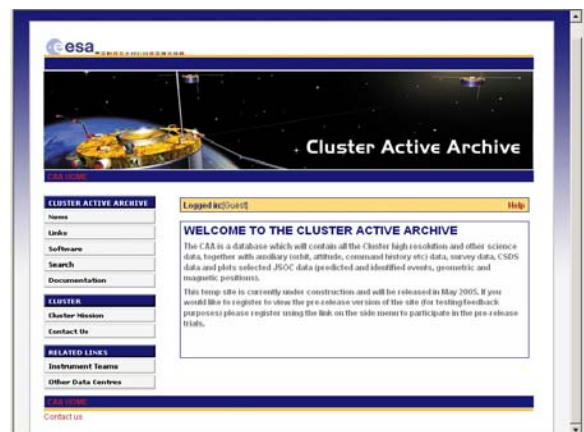 esa
Cluster Active Archive
CAA HOME
CLUSTER ACTIVE ARCHIVE
News
Links
Software
Search
Documentation
CLUSTER
Cluster Mission
Contact Us
RELATED LINKS
Instrument Teams
Other Data Centres
Logged in:[Guest]
Help
WELCOME TO THE CLUSTER ACTIVE ARCHIVE
The CAA is a database which will contain all the Cluster high resolution and other science
data, together with auxiliary (orbit, attitude, command history etc) data, survey data, CSDS
data and plots selected JSOC data (predicted and identified events, geometric and
magnetic positions).
This temp site is currently under construction and will be released in May 2005. If you
would like to register to view the pre-release version of the site (for testing/feedback
purposes) please register using the link on the side menu to participate in the pre-release
trials.
CAA HOME
Contact us